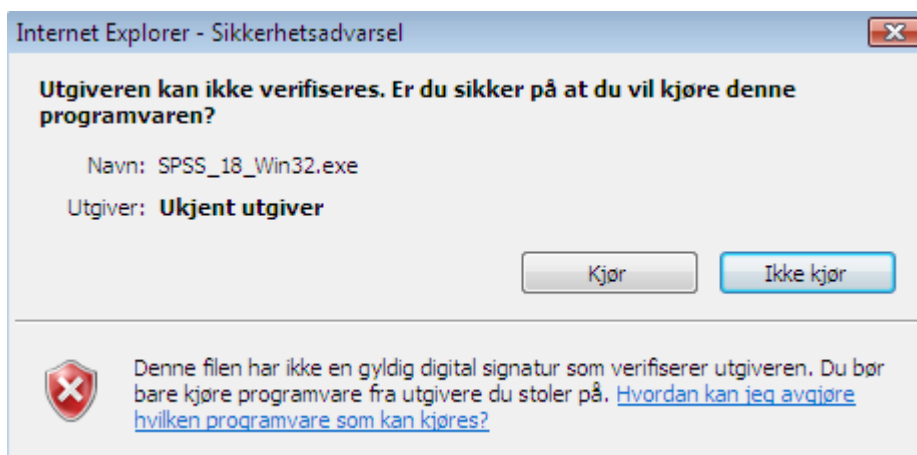 Internet Explorer - Sikkerhetsadvarsel
Utgiveren kan ikke verifiseres. Er du sikker på at du vil kjøre denne
programvaren?
Navn: SPSS_18_Win32.exe
Utgiver: Ukjent utgiver
Kjør Ikke kjør
Denne filen har ikke en gyldig digital signatur som verifiserer utgiveren. Du bør
bare kjøre programvare fra utgivere du stoler på. Hvordan kan jeg avgjøre
hvilken programvare som kan kjøres?